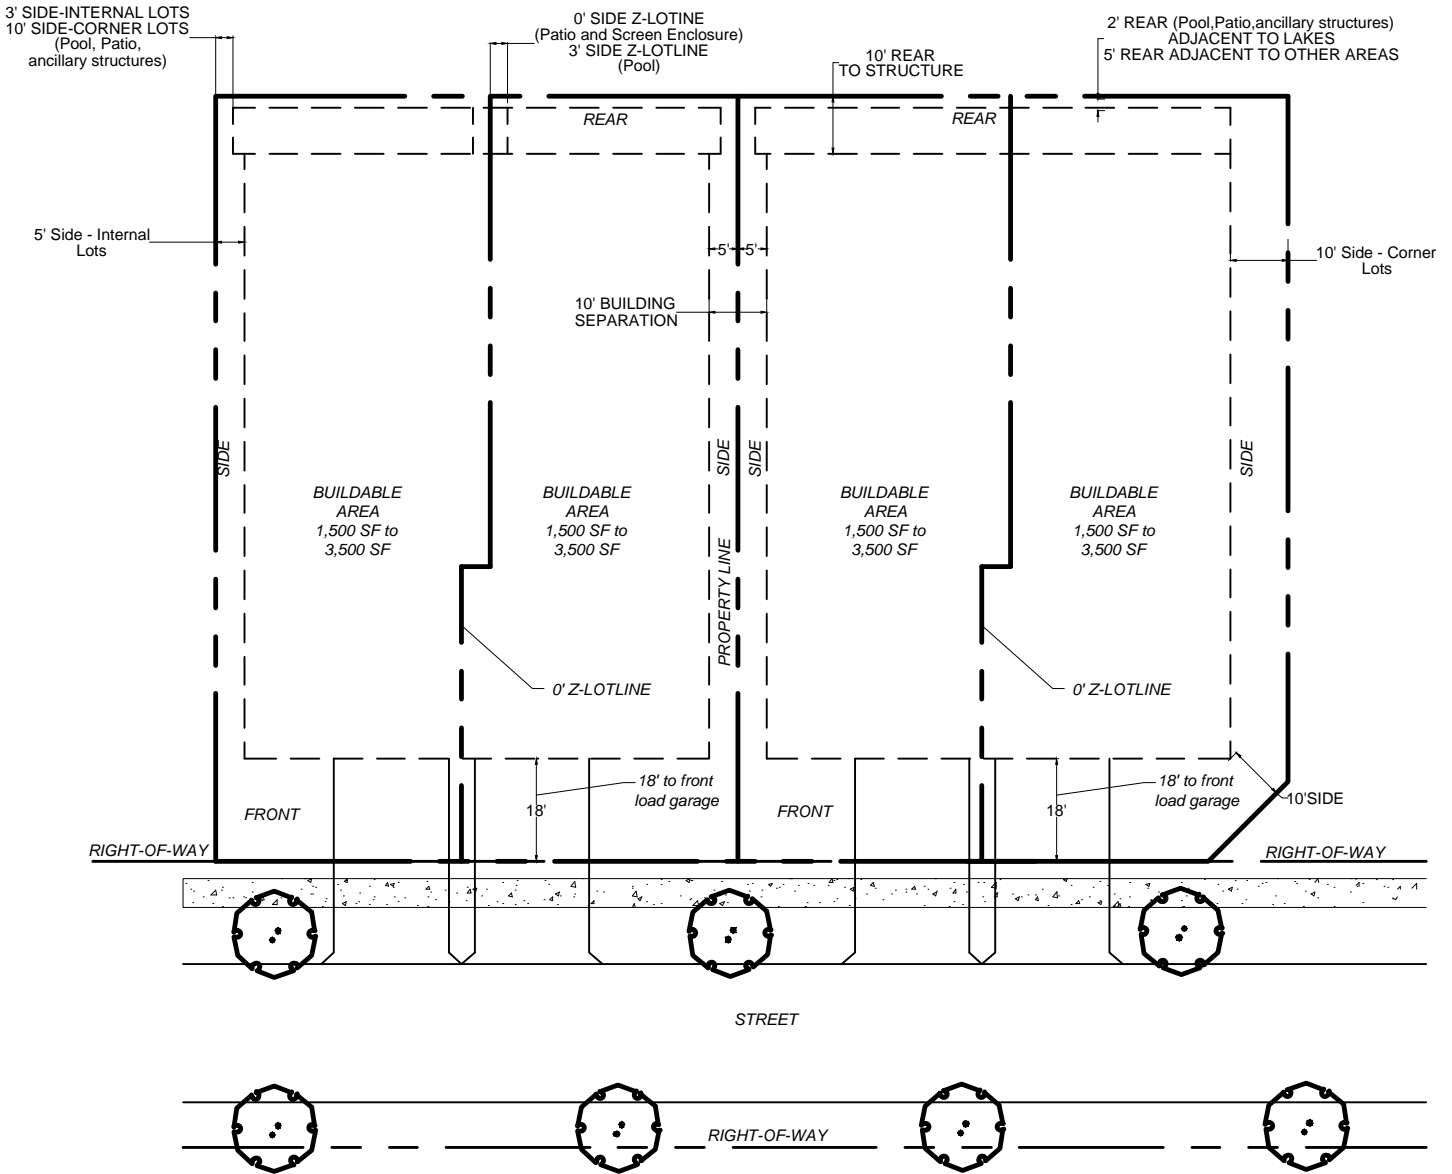 3' SIDE-INTERNAL LOTS
10' SIDE-CORNER LOTS
(Pool, Patio,
ancillary structures)
0' SIDE Z-LOTINE
(Patio and Screen Enclosure)
3' SIDE Z-LOTLINE
(Pool)
10' REAR
TO STRUCTURE
2' REAR (Pool,Patio,ancillary structures)
ADJACENT TO LAKES
5' REAR ADJACENT TO OTHER AREAS
REAR
REAR
5' Side - Internal
Lots
5'
5'
10' Side - Corner
Lots
10' BUILDING
SEPARATION
SIDE
SIDE
SIDE
SIDE
BUILDABLE
AREA
1,500 SF to
3,500 SF
BUILDABLE
AREA
1,500 SF to
3,500 SF
BUILDABLE
AREA
1,500 SF to
3,500 SF
BUILDABLE
AREA
1,500 SF to
3,500 SF
PROPERTY LINE
0' Z-LOTLINE
0' Z-LOTLINE
18' to front
load garage
18' to front
load garage
FRONT
18'
FRONT
18'
10'SIDE
RIGHT-OF-WAY
RIGHT-OF-WAY
STREET
RIGHT-OF-WAY